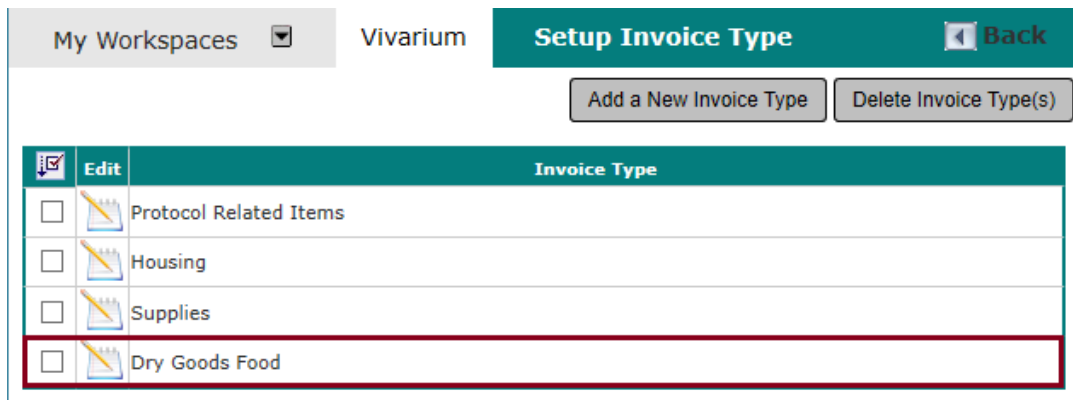 My Workspaces Vivarium Setup Invoice Type Back
Add a New Invoice Type Delete Invoice Type(s)
Edit Invoice Type
Protocol Related Items
Housing
Supplies
Dry Goods Food